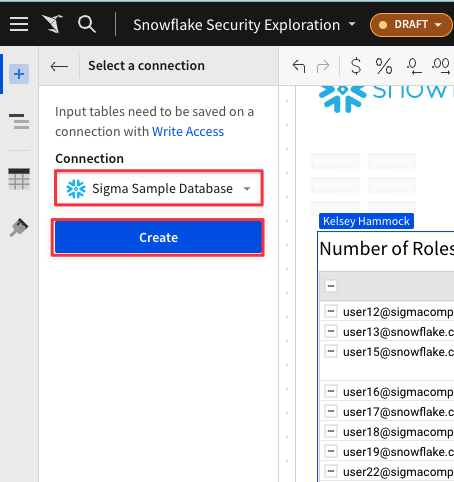 Snowflake Security Exploration
DRAFT
Select a connection
$ % .0 .00
Input tables need to be saved on a
connection with Write Access
Connection
Sigma Sample Database
Create
Kelsey Hammock
Number of Roles
user12@sigmacomp
user13@snowflake.c
user15@snowflake.c
user16@sigmacomp
user17@snowflake.c
user18@sigmacomp
user19@snowflake.c
user22@sigmacomp